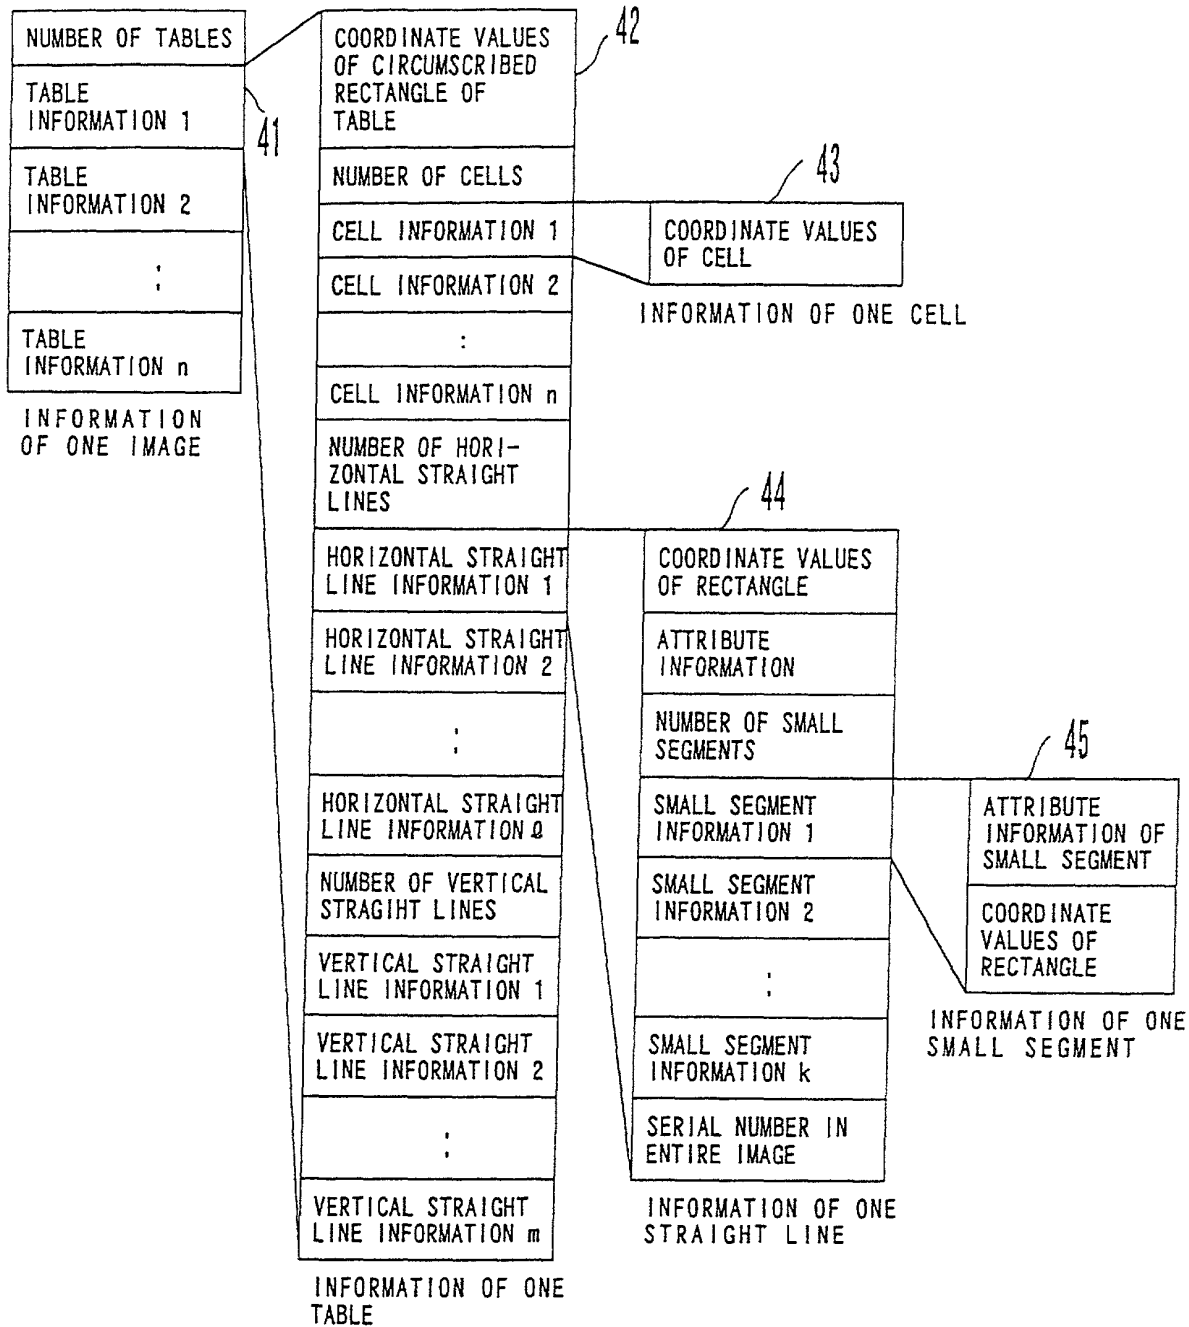 NUMBER OF TABLES
TABLE
INFORMATION 1
TABLE
INFORMATION 2
:
TABLE
INFORMATION n
INFORMATION
OF ONE IMAGE
41
COORDINATE VALUES
OF CIRCUMSCRIBED
RECTANGLE OF
TABLE
NUMBER OF CELLS
CELL INFORMATION 1
CELL INFORMATION 2
:
CELL INFORMATION n
NUMBER OF HORI-
ZONTAL STRAIGHT
LINES
HORIZONTAL STRAIGHT
LINE INFORMATION 1
HORIZONTAL STRAIGHT
LINE INFORMATION 2
:
HORIZONTAL STRAIGHT
LINE INFORMATION ℓ
NUMBER OF VERTICAL
STRAGIHT LINES
VERTICAL STRAIGHT
LINE INFORMATION 1
VERTICAL STRAIGHT
LINE INFORMATION 2
:
VERTICAL STRAIGHT
LINE INFORMATION m
INFORMATION OF ONE
TABLE
42
43
COORDINATE VALUES
OF CELL
INFORMATION OF ONE CELL
44
COORDINATE VALUES
OF RECTANGLE
ATTRIBUTE
INFORMATION
NUMBER OF SMALL
SEGMENTS
SMALL SEGMENT
INFORMATION 1
SMALL SEGMENT
INFORMATION 2
:
SMALL SEGMENT
INFORMATION k
SERIAL NUMBER IN
ENTIRE IMAGE
INFORMATION OF ONE
STRAIGHT LINE
45
ATTRIBUTE
INFORMATION OF
SMALL SEGMENT
COORDINATE
VALUES OF
RECTANGLE
INFORMATION OF ONE
SMALL SEGMENT